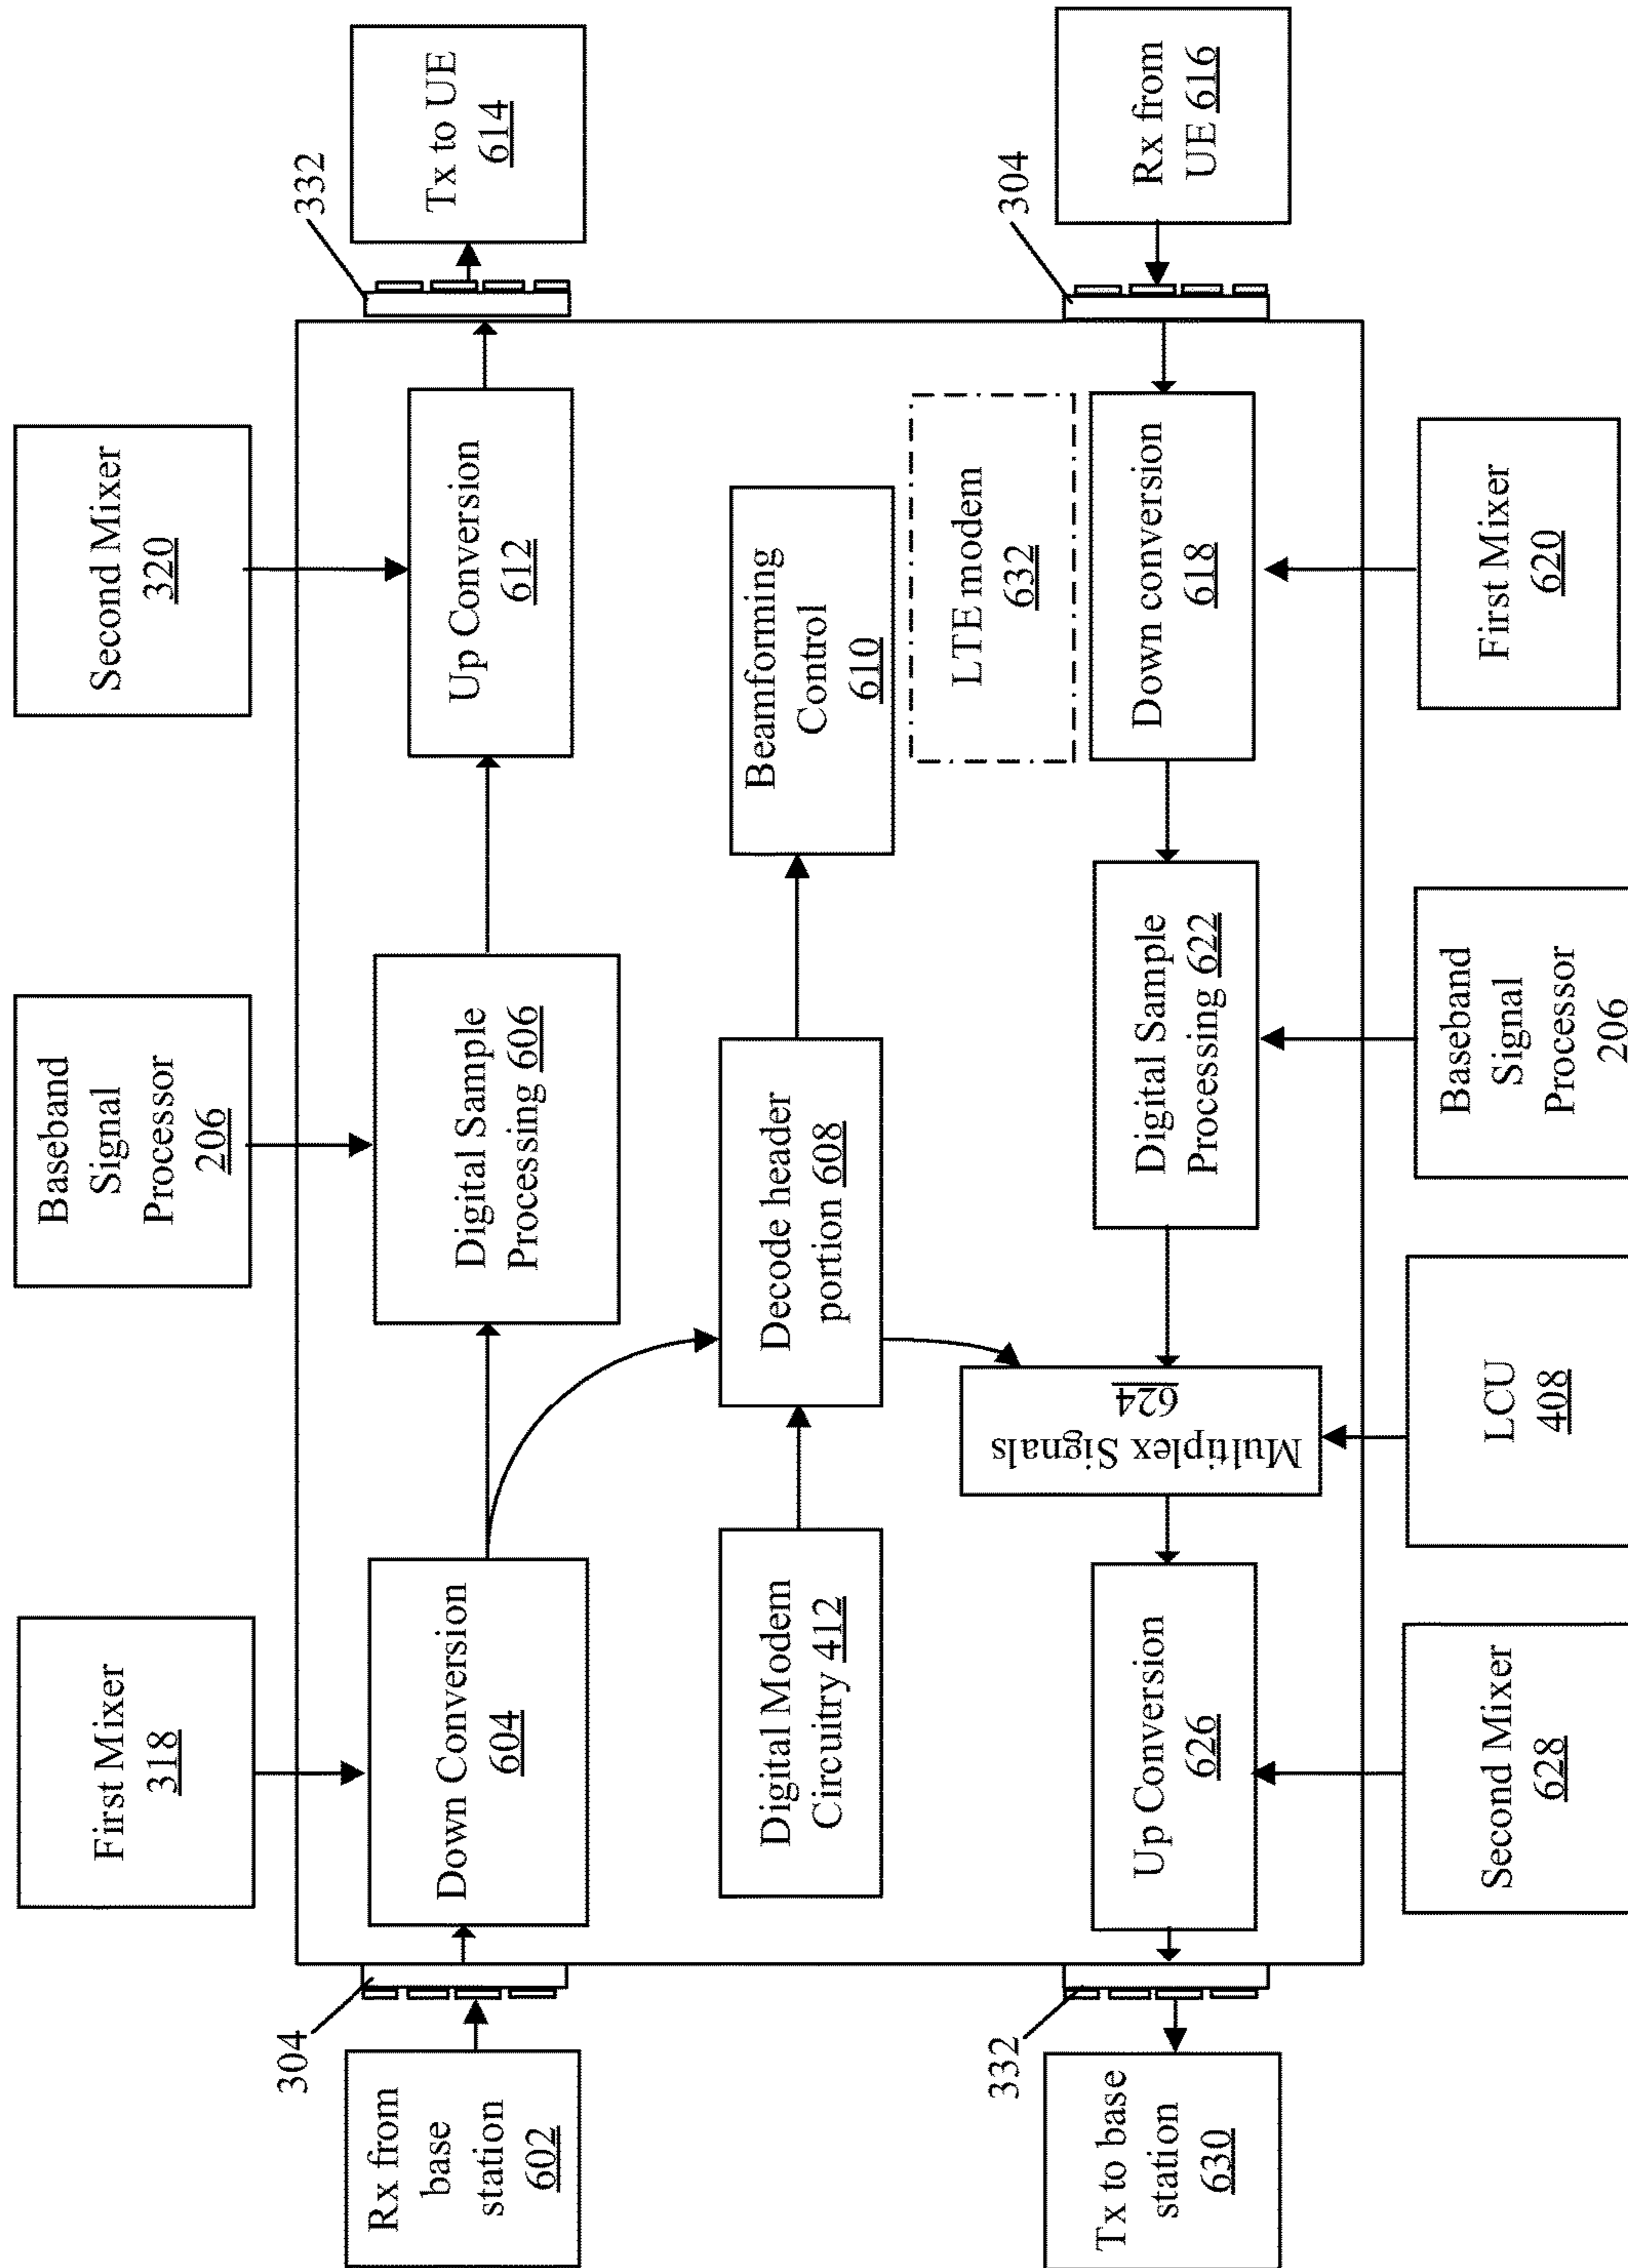 First Mixer
318
Baseband
Signal
Processor
206
Second Mixer
320
304
332
Rx from
base
station
602
Down Conversion
604
Digital Sample
Processing 606
Up Conversion
612
Tx to UE
614
Digital Modem
Circuitry 412
Decode header
portion 608
Beamforming
Control
610
LTE modem
632
332
304
Tx to base
station
630
Up Conversion
626
Multiplex Signals
624
Digital Sample
Processing 622
Down conversion
618
Rx from
UE 616
Second Mixer
628
LCU
408
Baseband
Signal
Processor
206
First Mixer
620